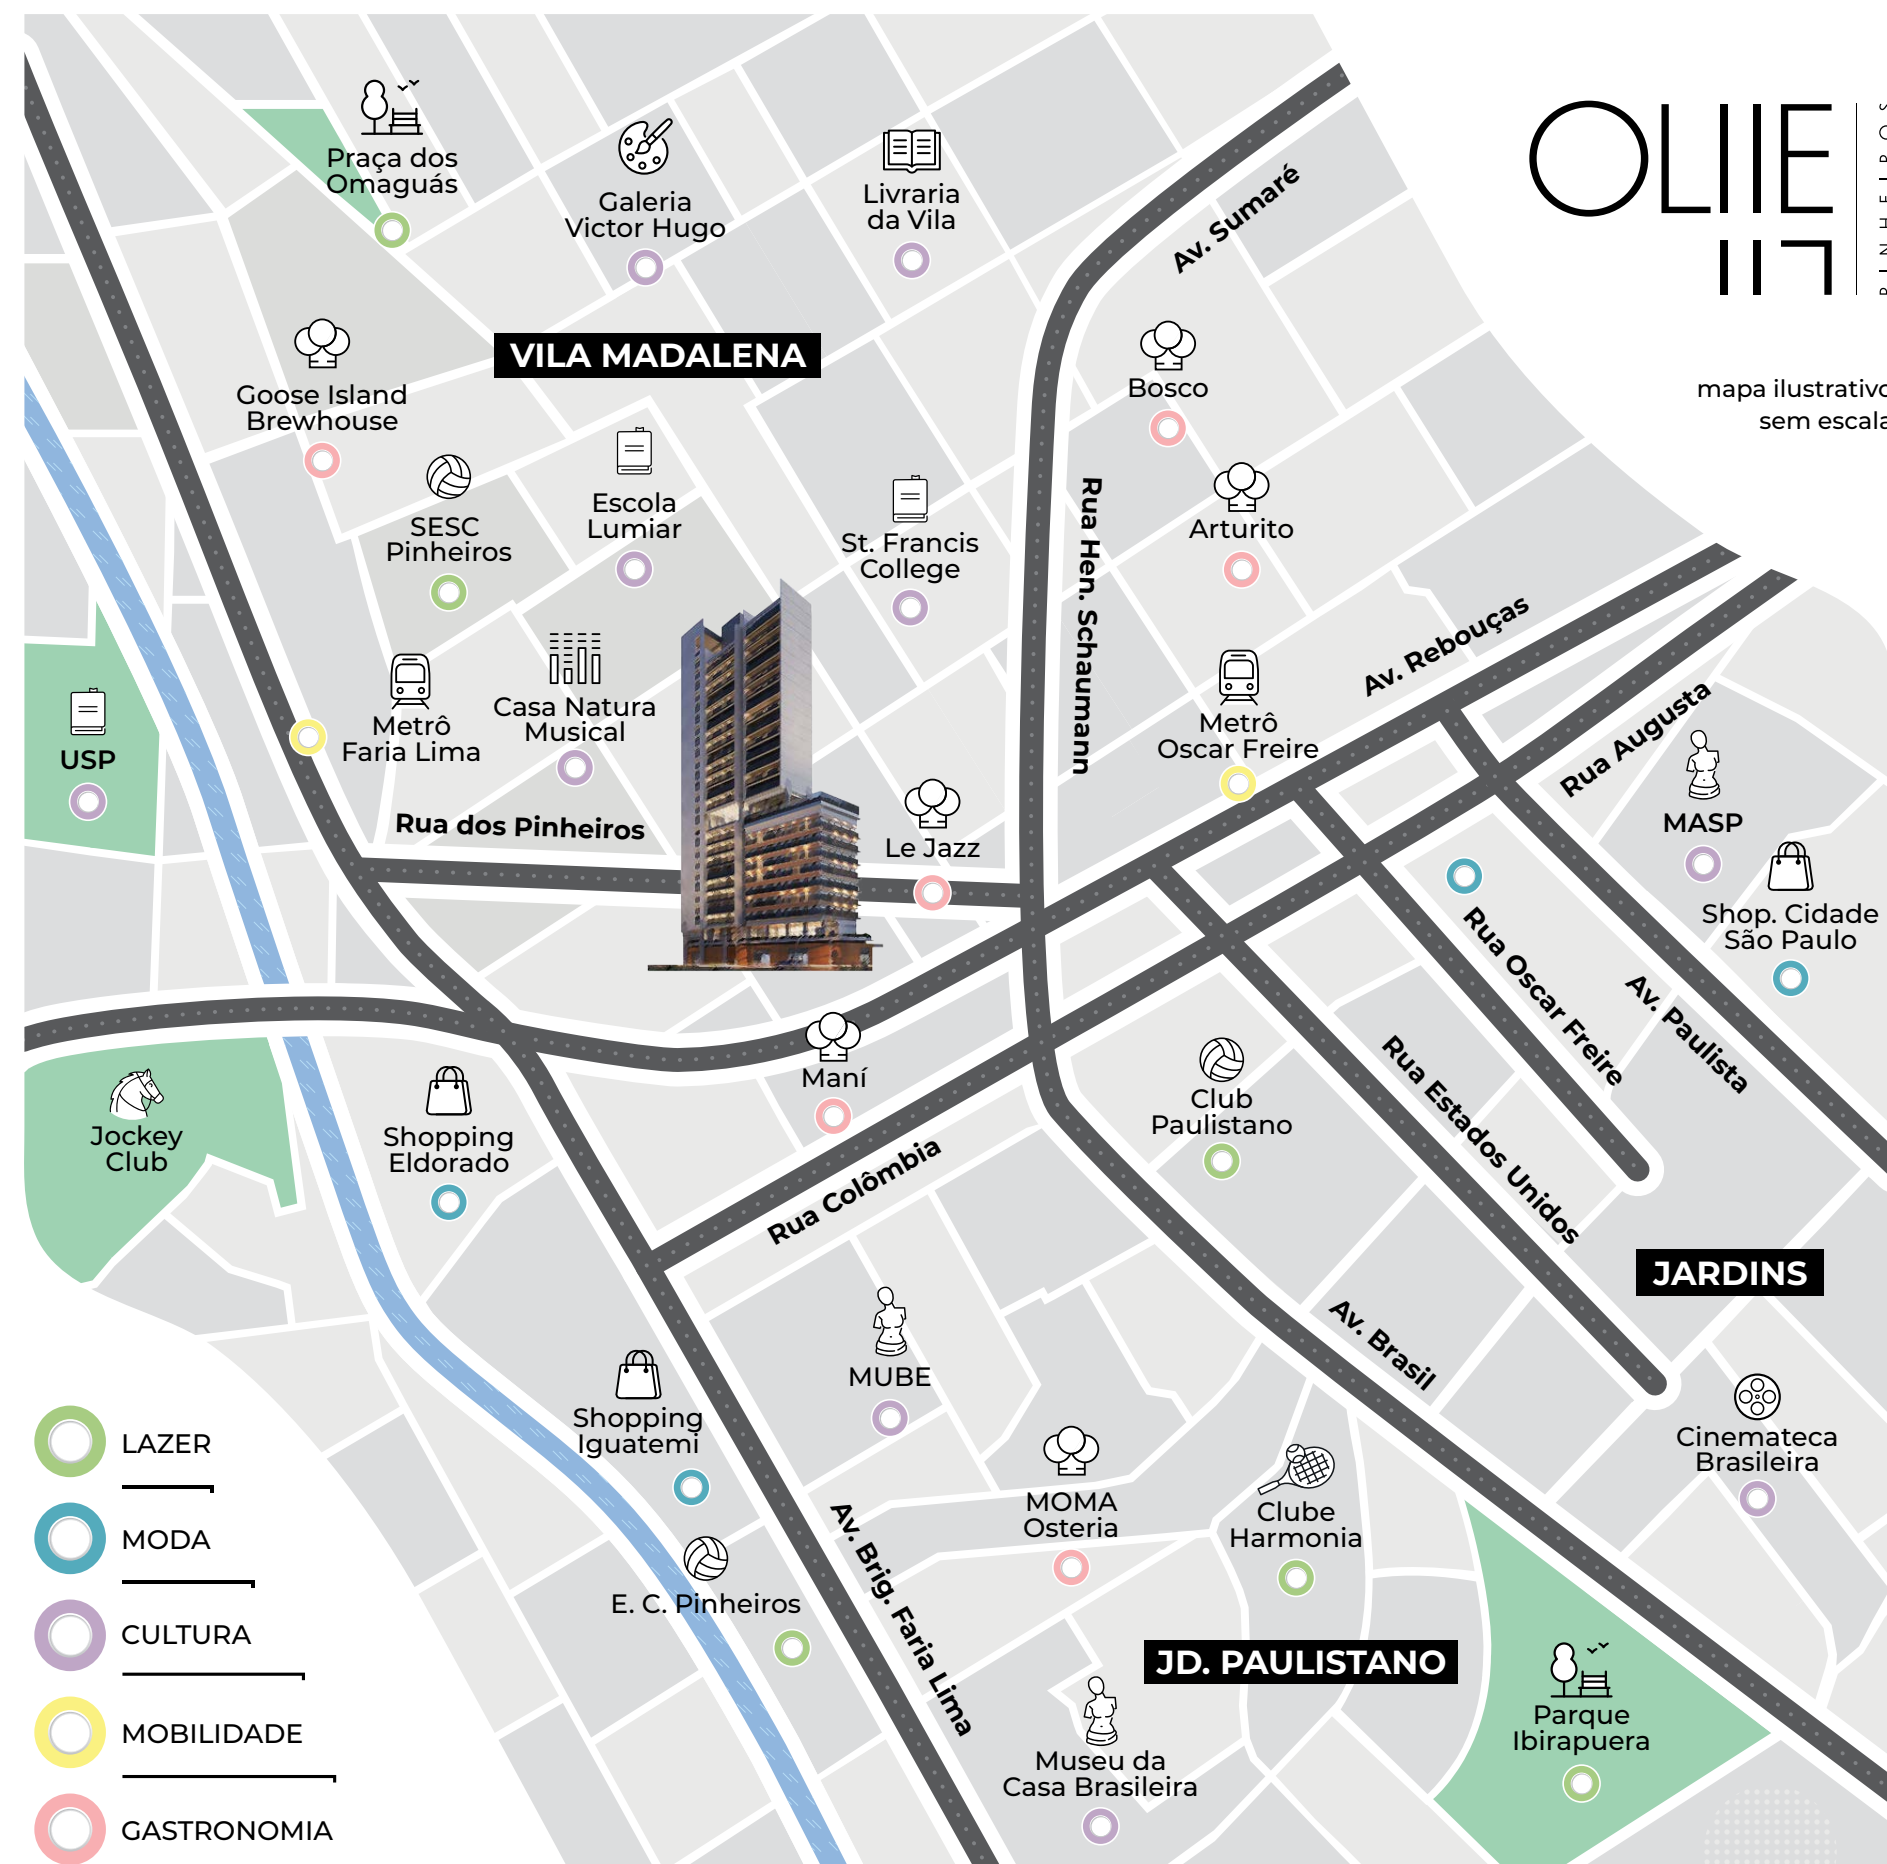 OLIE
PINHEIROS
mapa ilustrativo
sem escala
Praça dos
Omaguás
Galeria
Victor Hugo
Livraria
da Vila
Av. Sumaré
VILA MADALENA
Goose Island
Brewhouse
Bosco
SESC
Pinheiros
Escola
Lumiar
St. Francis
College
Rua Hen. Schaumann
Arturito
Av. Rebouças
USP
Metrô
Faria Lima
Casa Natura
Musical
Metrô
Oscar Freire
Rua Augusta
MASP
Rua dos Pinheiros
Le Jazz
Shop. Cidade
São Paulo
Rua Oscar Freire
Av. Paulista
Jockey
Club
Shopping
Eldorado
Maní
Club
Paulistano
Rua Estados Unidos
Rua Colômbia
JARDINS
MUBE
Av. Brasil
Shopping
Iguatemi
Cinemateca
Brasileira
MOMA
Osteria
Clube
Harmonia
E. C. Pinheiros
Av. Brig. Faria Lima
JD. PAULISTANO
Parque
Ibirapuera
Museu da
Casa Brasileira
LAZER
MODA
CULTURA
MOBILIDADE
GASTRONOMIA